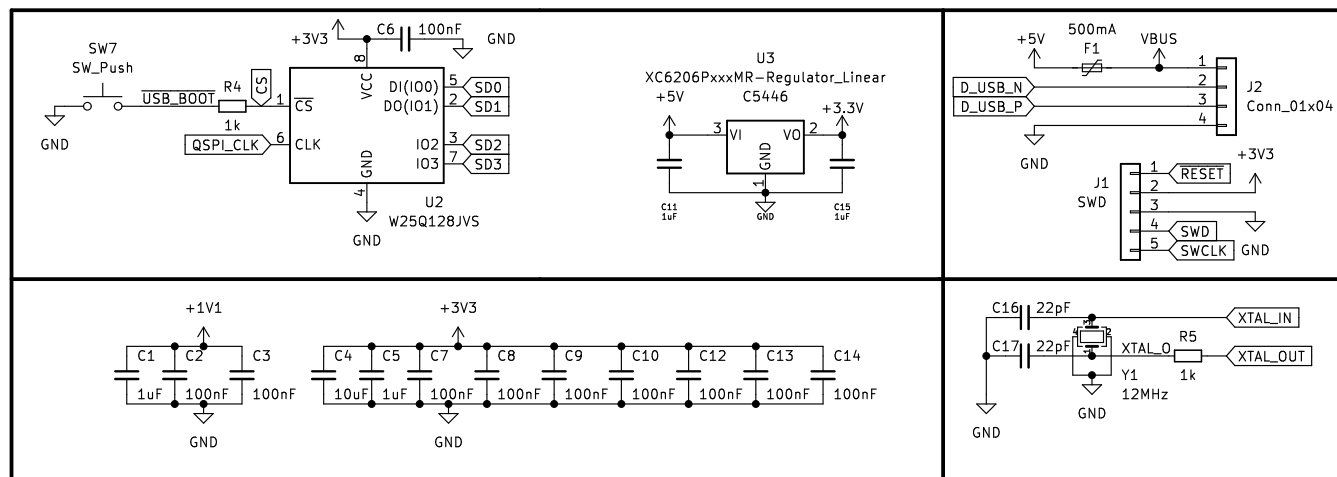 SW7
SW_Push
GND
USB_BOOT
R4
1k
CS
+3V3
C6
100nF
GND
8
VCC
1
CS
6
CLK
QSPI_CLK
DI(IO0)
5
SD0
DO(IO1)
2
SD1
IO2
3
SD2
IO3
7
SD3
GND
4
GND
U2
W25Q128JVS
U3
XC6206PxxxMR-Regulator_Linear
C5446
+5V
+3.3V
3
VI
VO
2
GND
1
C11
1uF
GND
C15
1uF
+5V
500mA
F1
VBUS
1
D_USB_N
2
D_USB_P
3
4
GND
J2
Conn_01x04
J1
SWD
1
RESET
2
+3V3
3
GND
4
SWD
5
SWCLK
+1V1
C1
1uF
C2
100nF
C3
100nF
GND
+3V3
C4
10uF
C5
1uF
C7
100nF
C8
100nF
C9
100nF
C10
100nF
C12
100nF
C13
100nF
C14
100nF
GND
C16
22pF
XTAL_IN
C17
22pF
3
4
2
1
XTAL_O
R5
1k
XTAL_OUT
Y1
12MHz
GND
GND